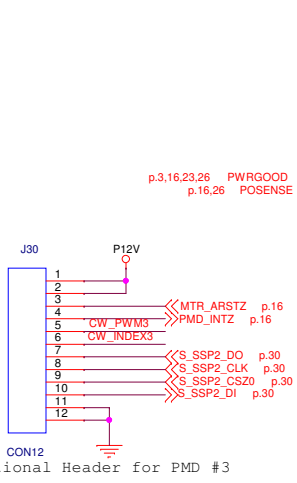 p.3,16,23,26 PWRGOOD
p.16,26 POSENSE
J30 P12V
1
2
3 MTR_ARSTZ p.16
4 PMD_INTZ p.16
5 CW_PWM3
6 CW_INDEX3
7 S_SSP2_DO p.30
8 S_SSP2_CLK p.30
9 S_SSP2_CSZ0 p.30
10 S_SSP2_DI p.30
11
12
CON12
ional Header for PMD #3